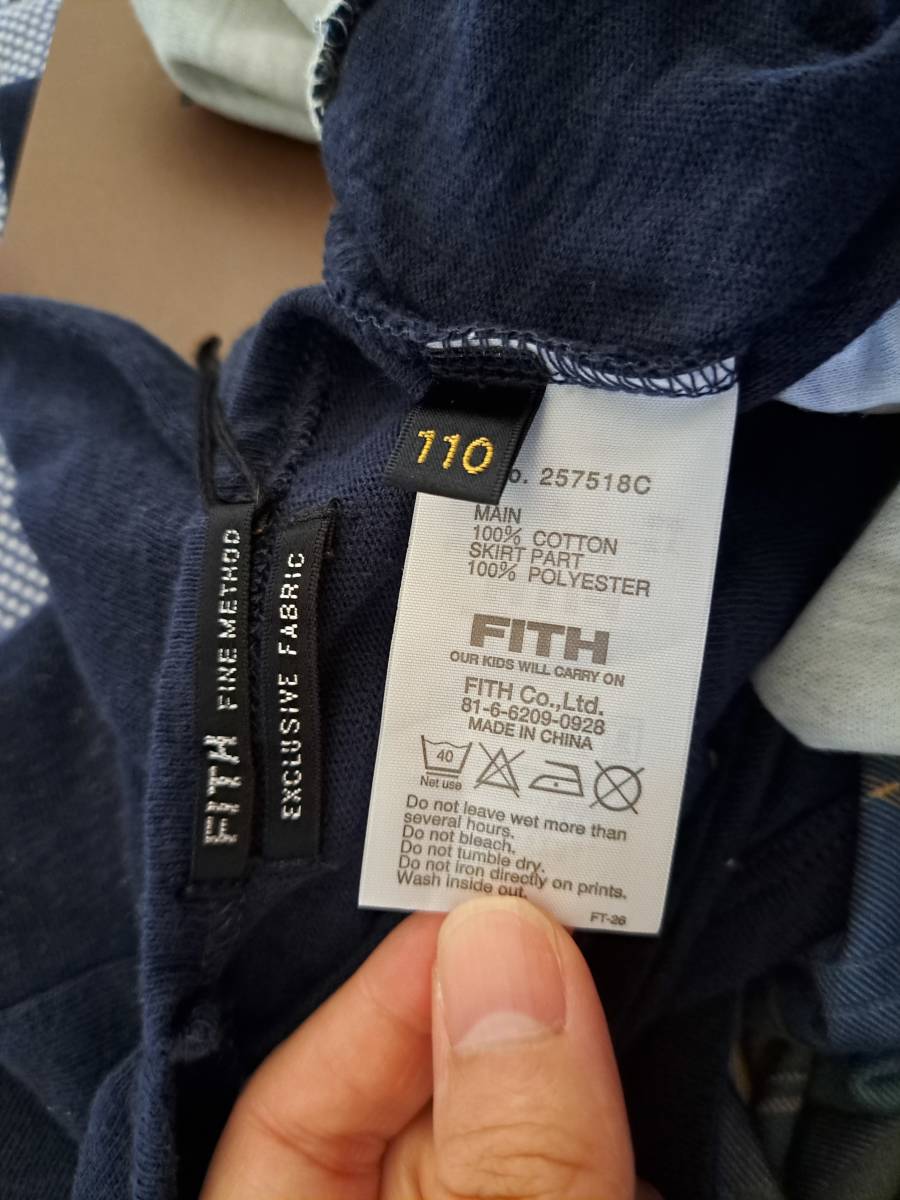 110
257518C
MAIN
100% COTTON
SKIRT PART
100% POLYESTER
FITH
OUR KIDS WILL CARRY ON
FITH Co.,Ltd.
81-6-6209-0928
MADE IN CHINA
40
Net use
Do not leave wet more than
several hours.
Do not bleach.
Do not tumble dry.
Do not iron directly on prints.
Wash inside out.
FT-26
FITH FINE METHOD
EXCLUSIVE FABRIC